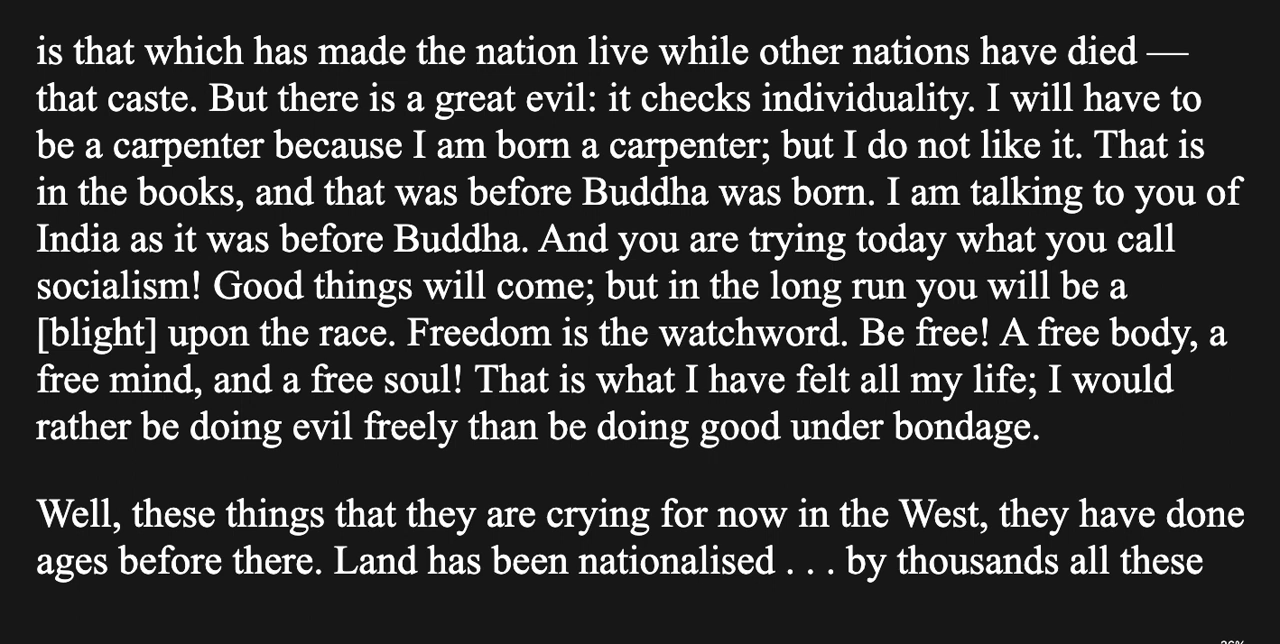 is that which has made the nation live while other nations have died —
that caste. But there is a great evil: it checks individuality. I will have to
be a carpenter because I am born a carpenter; but I do not like it. That is
in the books, and that was before Buddha was born. I am talking to you of
India as it was before Buddha. And you are trying today what you call
socialism! Good things will come; but in the long run you will be a
[blight] upon the race. Freedom is the watchword. Be free! A free body, a
free mind, and a free soul! That is what I have felt all my life; I would
rather be doing evil freely than be doing good under bondage.
Well, these things that they are crying for now in the West, they have done
ages before there. Land has been nationalised . . . by thousands all these